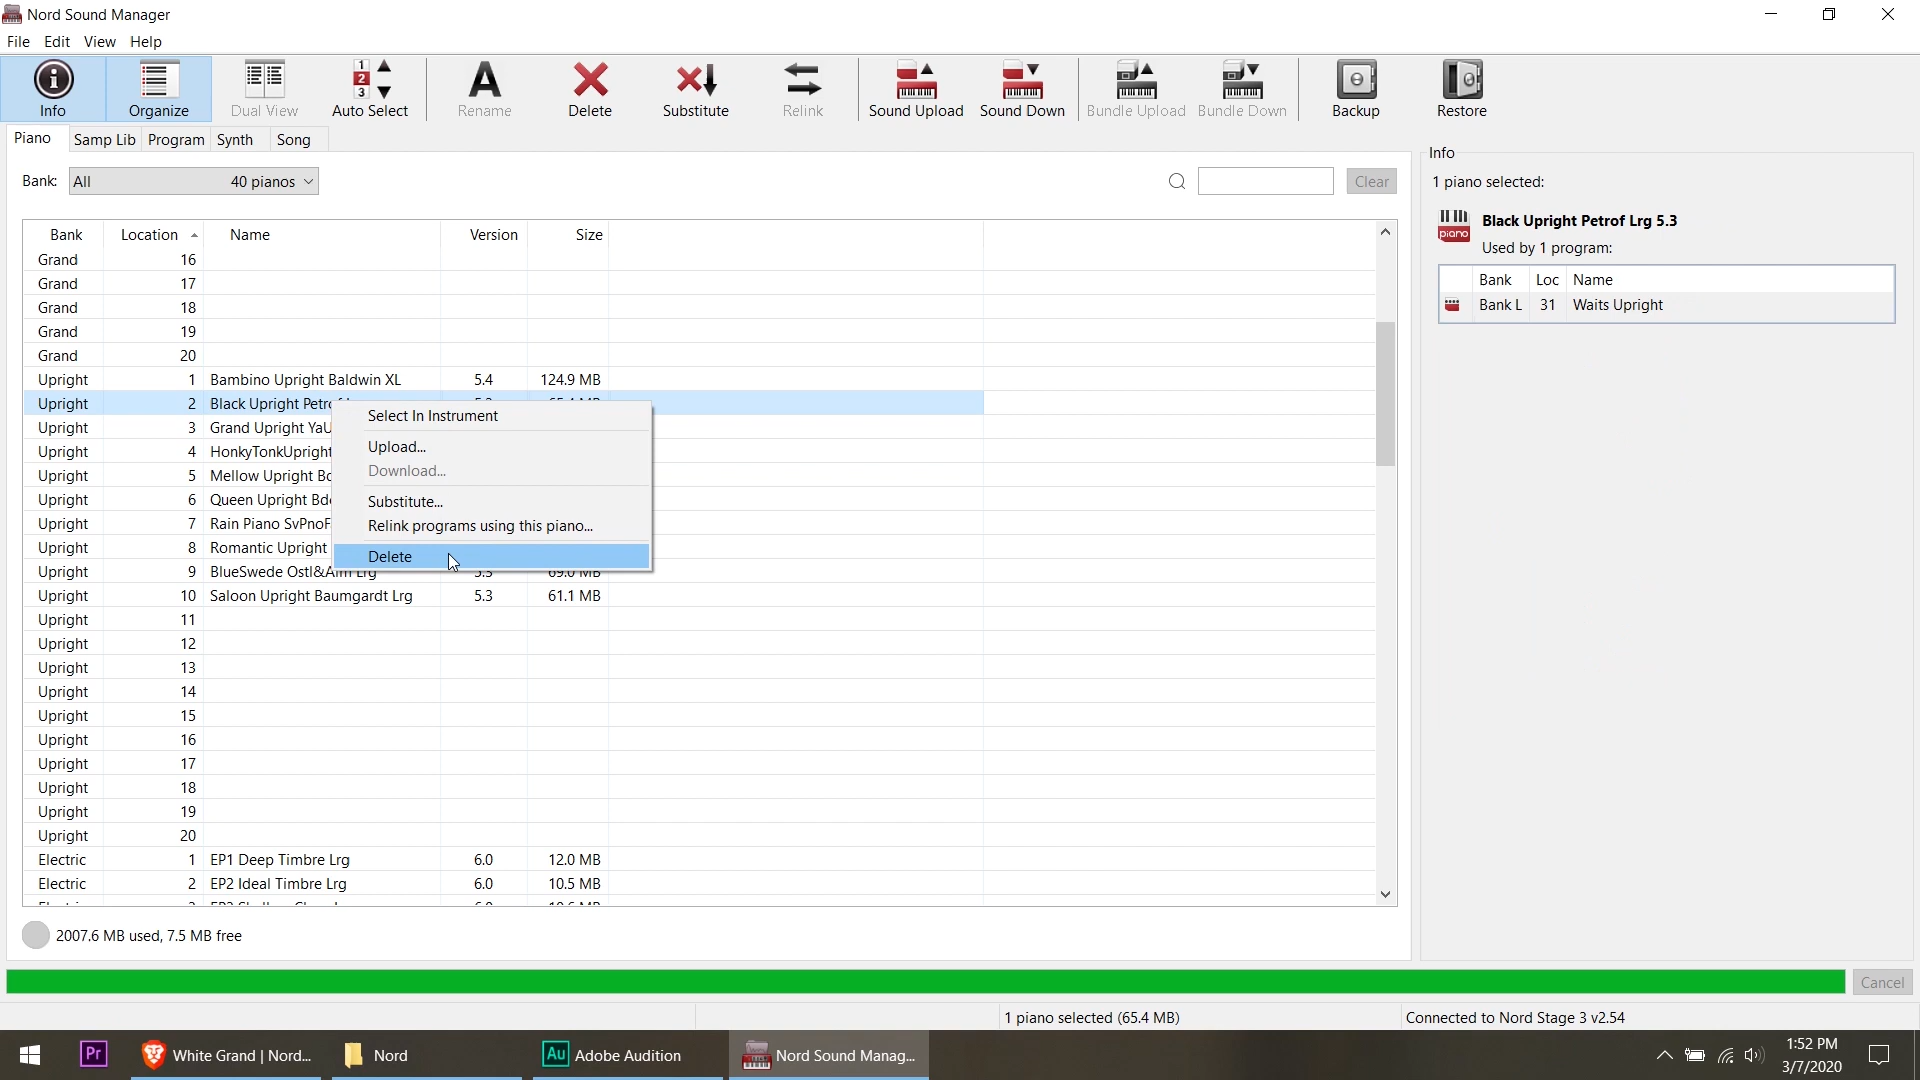 Nord Sound Manager
File Edit View Help
Info Organize Dual View Auto Select Rename Delete Substitute Relink Sound Upload Sound Down Bundle Upload Bundle Down Backup Restore
Piano Samp Lib Program Synth Song
Bank: All 40 pianos Clear
Bank Location Name Version Size
Grand 16
Grand 17
Grand 18
Grand 19
Grand 20
Upright 1 Bambino Upright Baldwin XL 5.4 124.9 MB
Upright 2 Black Upright
Upright 3 Grand Upright
Upright 4 HonkyTonkUpright
Upright 5 Mellow Upright
Upright 6 Queen Upright
Upright 7 Rain Piano
Upright 8 Romantic Upright
Upright 9 BlueSwede
Upright 10 Saloon Upright Baumgardt Lrg 5.3 61.1 MB
Upright 11
Upright 12
Upright 13
Upright 14
Upright 15
Upright 16
Upright 17
Upright 18
Upright 19
Upright 20
Electric 1 EP1 Deep Timbre Lrg 6.0 12.0 MB
Electric 2 EP2 Ideal Timbre Lrg 6.0 10.5 MB
Select In Instrument
Upload...
Download...
Substitute...
Relink programs using this piano...
Delete
2007.6 MB used, 7.5 MB free
Info
1 piano selected:
piano
Black Upright Petrof Lrg 5.3
Used by 1 program:
Bank Loc Name
Bank L 31 Waits Upright
Cancel
1 piano selected (65.4 MB) Connected to Nord Stage 3 v2.54
Pr White Grand | Nord... Nord Au Adobe Audition Nord Sound Manag...
1:52 PM
3/7/2020